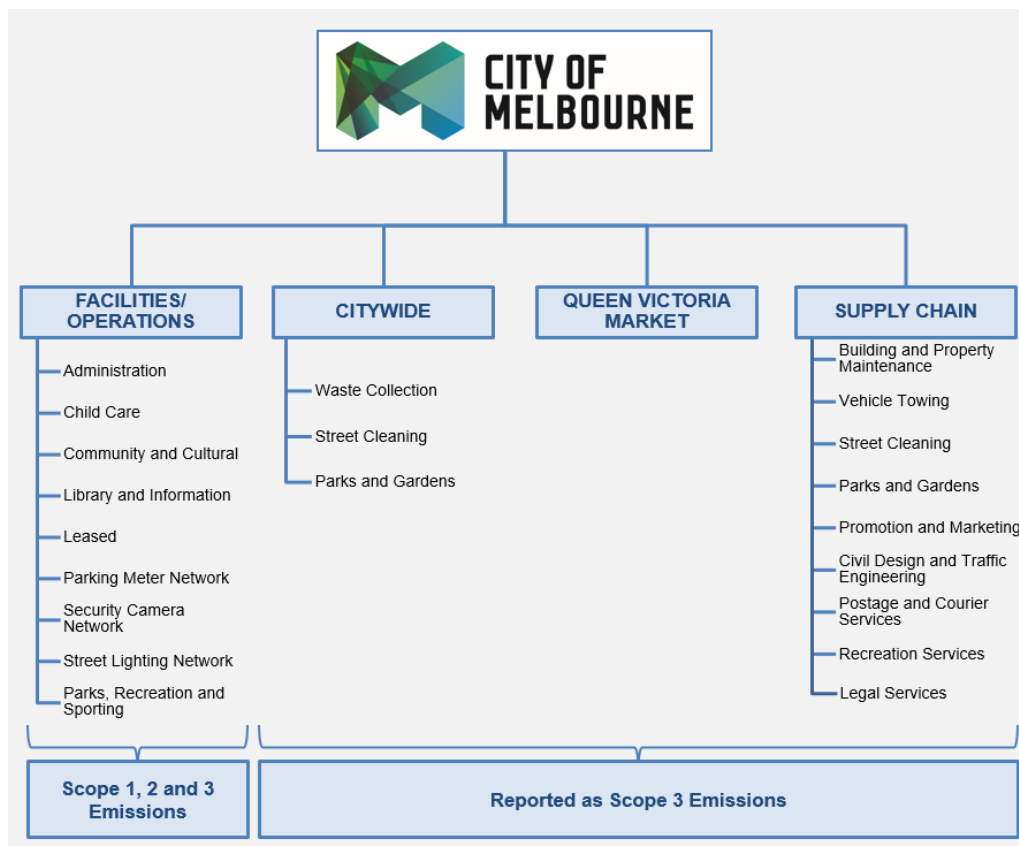 CITY OF
MELBOURNE
FACILITIES/
OPERATIONS
Administration
Child Care
Community and Cultural
Library and Information
Leased
Parking Meter Network
Security Camera
Network
Street Lighting Network
Parks, Recreation and
Sporting
CITYWIDE
Waste Collection
Street Cleaning
Parks and Gardens
QUEEN VICTORIA
MARKET
SUPPLY CHAIN
Building and Property
Maintenance
Vehicle Towing
Street Cleaning
Parks and Gardens
Promotion and Marketing
Civil Design and Traffic
Engineering
Postage and Courier
Services
Recreation Services
Legal Services
Scope 1, 2 and 3
Emissions
Reported as Scope 3 Emissions